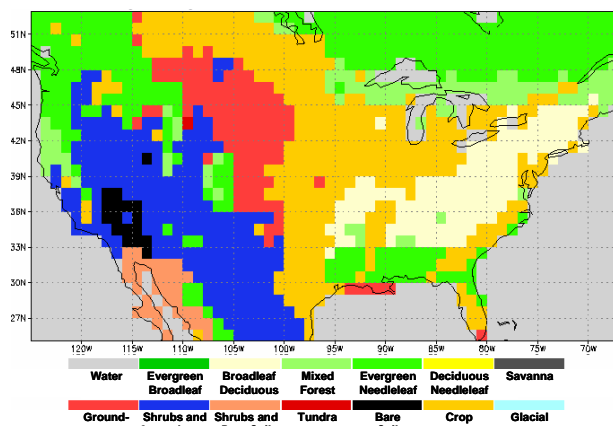 51N
48N
45N
42N
39N
36N
33N
30N
27N
120W 115W 110W 105W 100W 95W 90W 85W 80W 75W 70W
Water Evergreen Broadleaf Mixed Evergreen Deciduous Savanna
Broadleaf Deciduous Forest Needleleaf Needleleaf
Ground- Shrubs and Shrubs and Tundra Bare Crop Glacial